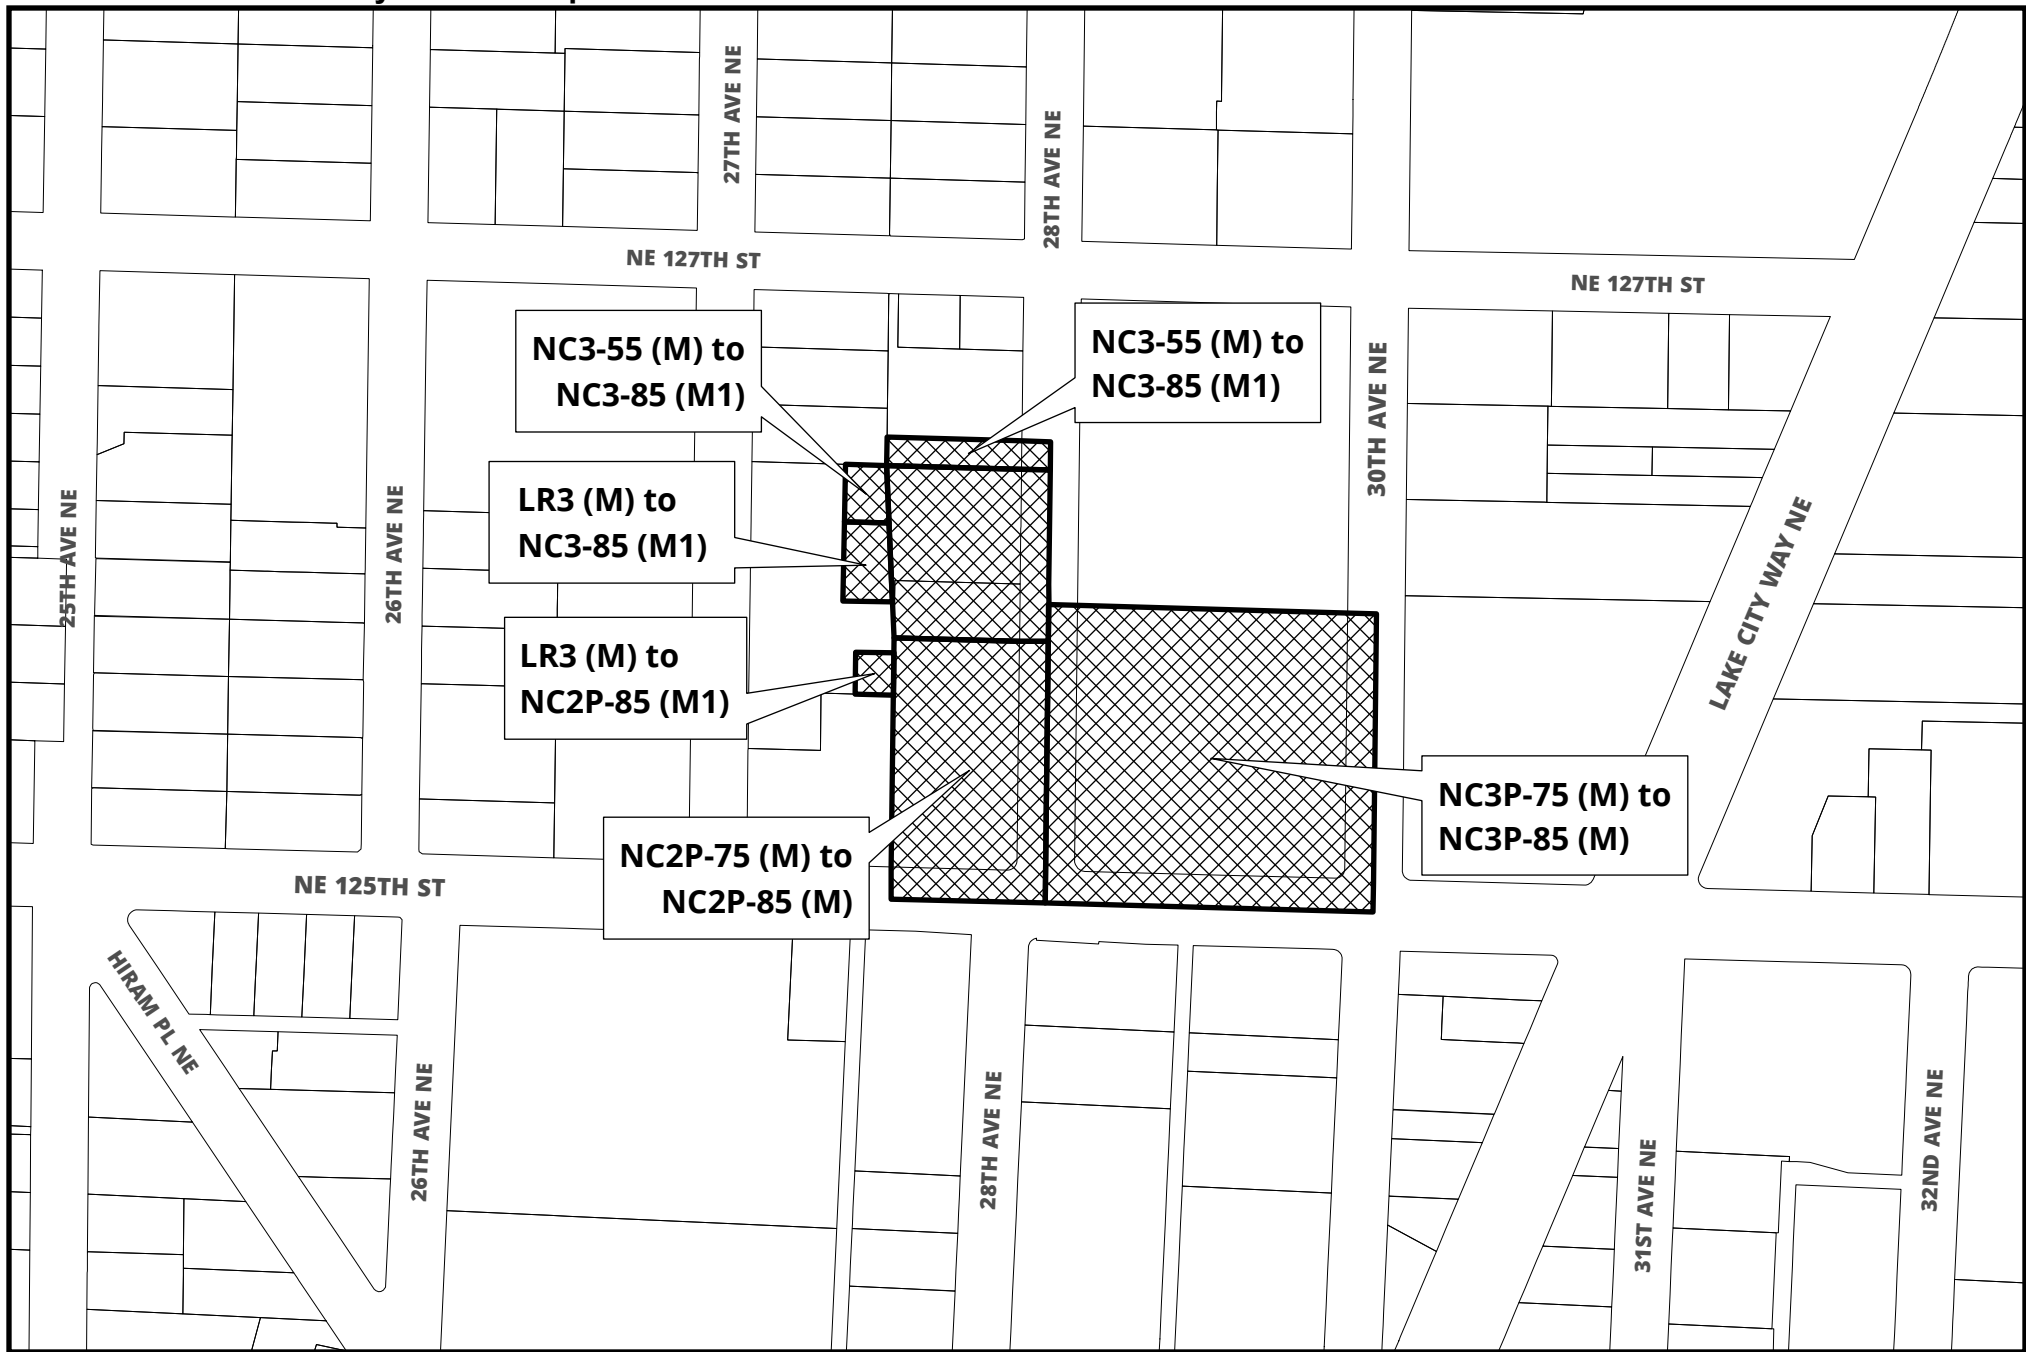 27TH AVE NE
28TH AVE NE
NE 127TH ST
NE 127TH ST
NC3-55 (M) to
NC3-85 (M1)
NC3-55 (M) to
NC3-85 (M1)
30TH AVE NE
LR3 (M) to
NC3-85 (M1)
25TH AVE NE
26TH AVE NE
LAKE CITY WAY NE
LR3 (M) to
NC2P-85 (M1)
NC3P-75 (M) to
NC3P-85 (M)
NC2P-75 (M) to
NC2P-85 (M)
NE 125TH ST
HIRAM PL NE
26TH AVE NE
28TH AVE NE
31ST AVE NE
32ND AVE NE